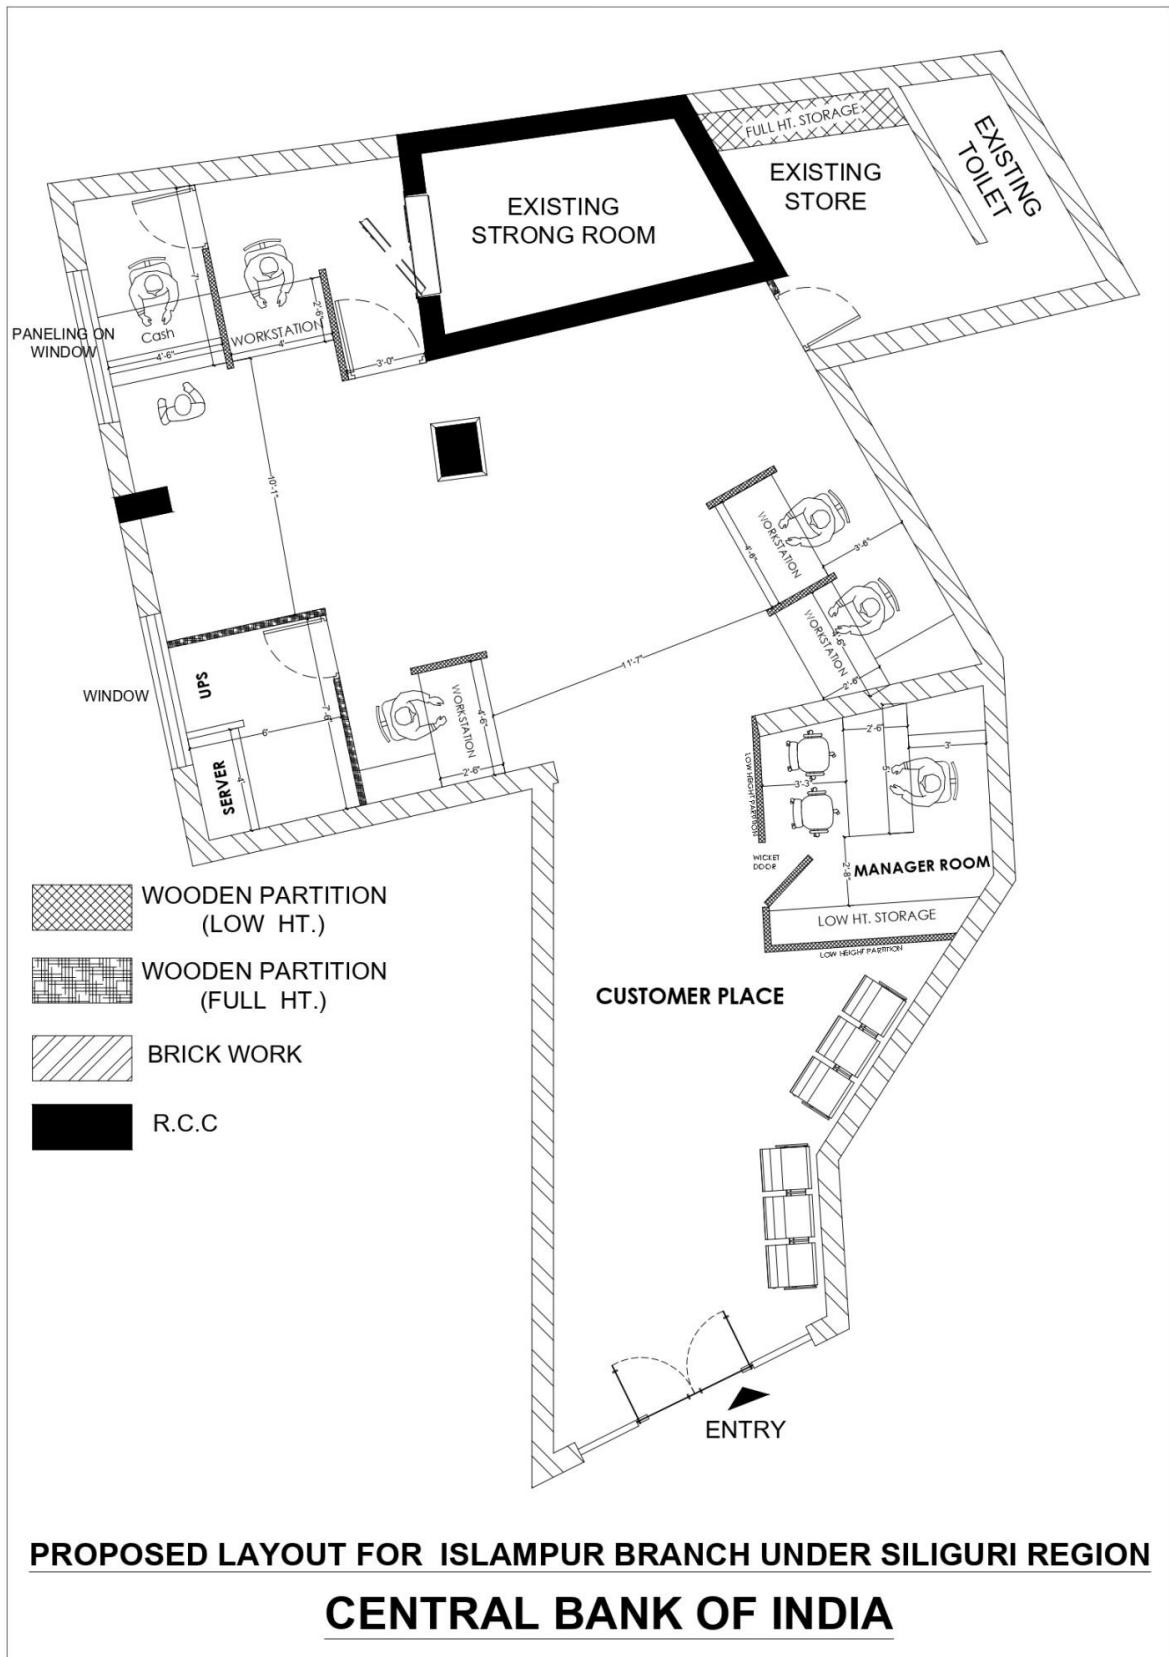 FULL HT. STORAGE
EXISTING
TOILET
EXISTING
STORE
EXISTING
STRONG ROOM
7'
Cash
4'-6"
WORKSTATION
4'
2'-6"
3'-0"
PANELING ON
WINDOW
10'-1"
WORKSTATION
4'-6"
3'-6"
WORKSTATION
4'-6"
2'-6"
11'-7"
WINDOW
UPS
6'
7'-6"
SERVER
4'
WORKSTATION
4'-6"
2'-6"
LOW HEIGHT PARTITION
2'-6"
3'
5'
3'-3"
WICKET
DOOR
2'-8"
MANAGER ROOM
LOW HT. STORAGE
LOW HEIGHT PARTITION
WOODEN PARTITION
(LOW HT.)
WOODEN PARTITION
(FULL HT.)
BRICK WORK
R.C.C
CUSTOMER PLACE
ENTRY
PROPOSED LAYOUT FOR ISLAMPUR BRANCH UNDER SILIGURI REGION
CENTRAL BANK OF INDIA